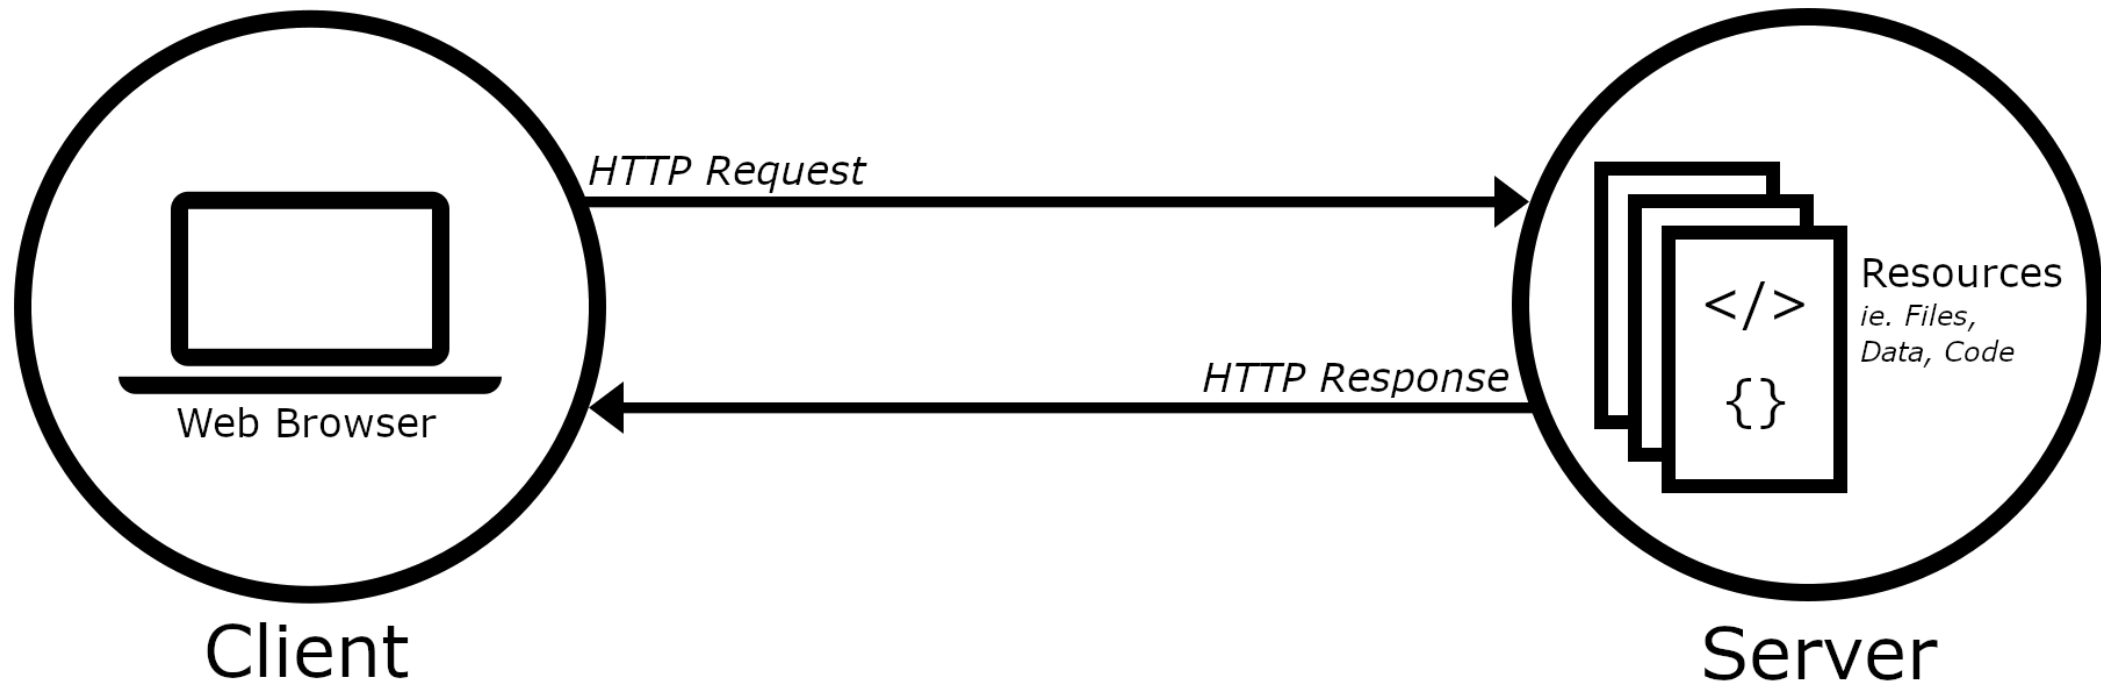 HTTP Request
Web Browser
HTTP Response
</>
{}
Resources
ie. Files,
Data, Code
Client
Server